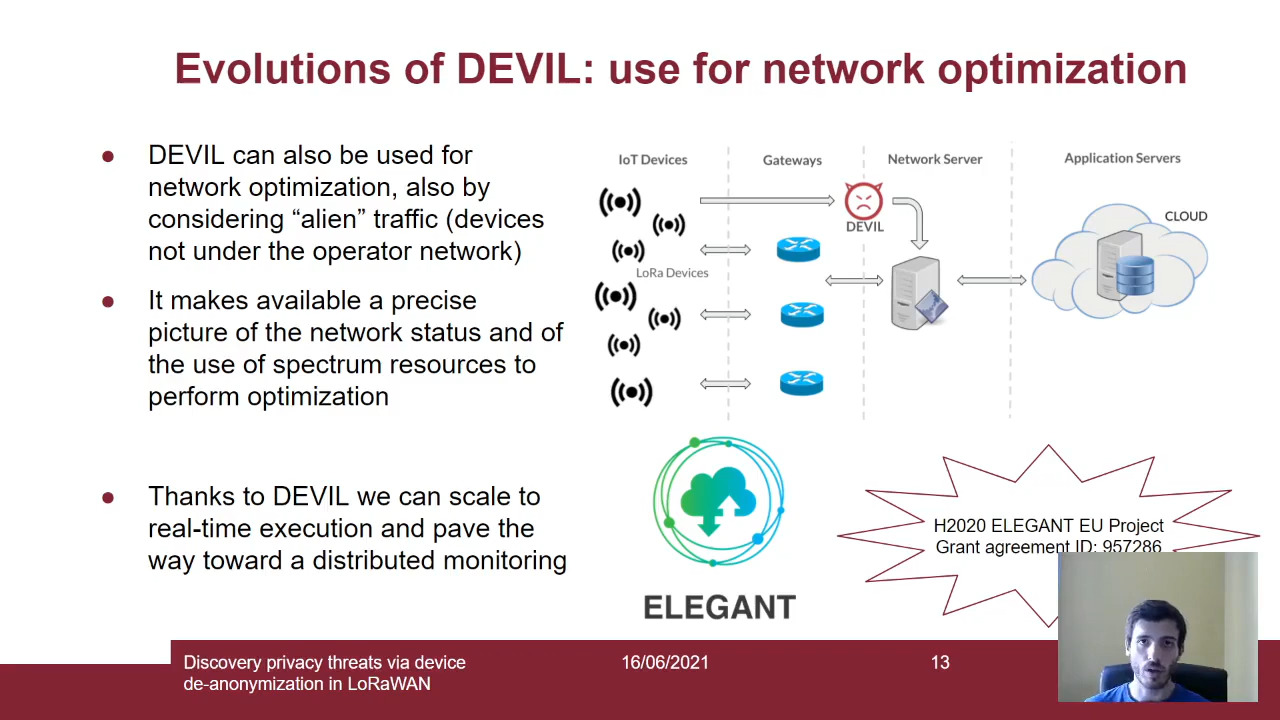 Evolutions of DEVIL: use for network optimization
● DEVIL can also be used for
network optimization, also by
considering “alien” traffic (devices
not under the operator network)
● It makes available a precise
picture of the network status and of
the use of spectrum resources to
perform optimization
● Thanks to DEVIL we can scale to
real-time execution and pave the
way toward a distributed monitoring
IoT Devices
Gateways
Network Server
Application Servers
DEVIL
CLOUD
LoRa Devices
ELEGANT
H2020 ELEGANT EU Project
Grant agreement ID: 957286
Discovery privacy threats via device
de-anonymization in LoRaWAN
16/06/2021
13